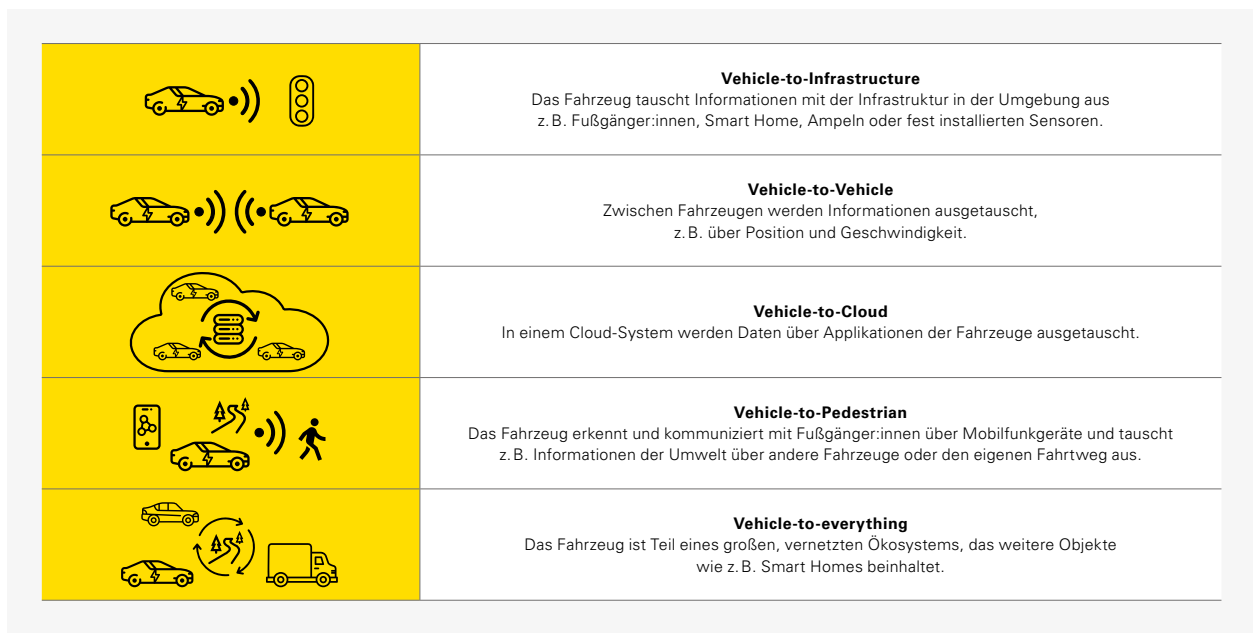 Vehicle-to-Infrastructure
Das Fahrzeug tauscht Informationen mit der Infrastruktur in der Umgebung aus
z. B. Fußgänger:innen, Smart Home, Ampeln oder fest installierten Sensoren.
Vehicle-to-Vehicle
Zwischen Fahrzeugen werden Informationen ausgetauscht,
z. B. über Position und Geschwindigkeit.
Vehicle-to-Cloud
In einem Cloud-System werden Daten über Applikationen der Fahrzeuge ausgetauscht.
Vehicle-to-Pedestrian
Das Fahrzeug erkennt und kommuniziert mit Fußgänger:innen über Mobilfunkgeräte und tauscht
z. B. Informationen der Umwelt über andere Fahrzeuge oder den eigenen Fahrtweg aus.
Vehicle-to-everything
Das Fahrzeug ist Teil eines großen, vernetzten Ökosystems, das weitere Objekte
wie z. B. Smart Homes beinhaltet.